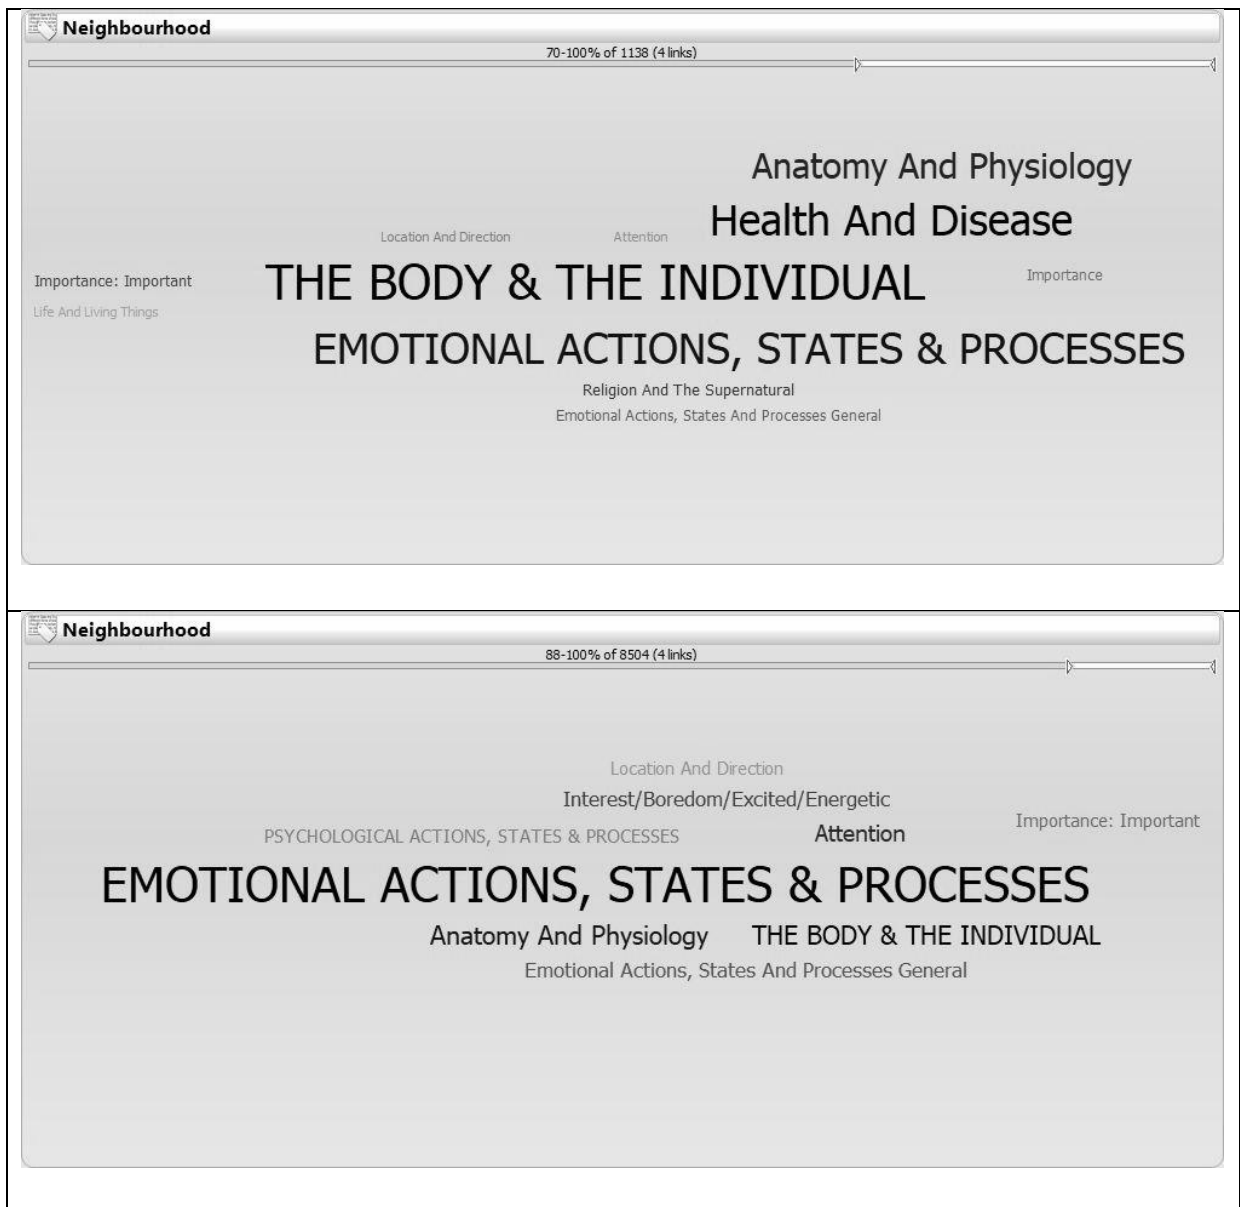 Neighbourhood
70-100% of 1138 (4 links)
Anatomy And Physiology
Health And Disease
Location And Direction Attention
Importance: Important THE BODY & THE INDIVIDUAL Importance
Life And Living Things
EMOTIONAL ACTIONS, STATES & PROCESSES
Religion And The Supernatural
Emotional Actions, States And Processes General
Neighbourhood
88-100% of 8504 (4 links)
Location And Direction
Interest/Boredom/Excited/Energetic
Importance: Important
PSYCHOLOGICAL ACTIONS, STATES & PROCESSES Attention
EMOTIONAL ACTIONS, STATES & PROCESSES
Anatomy And Physiology THE BODY & THE INDIVIDUAL
Emotional Actions, States And Processes General